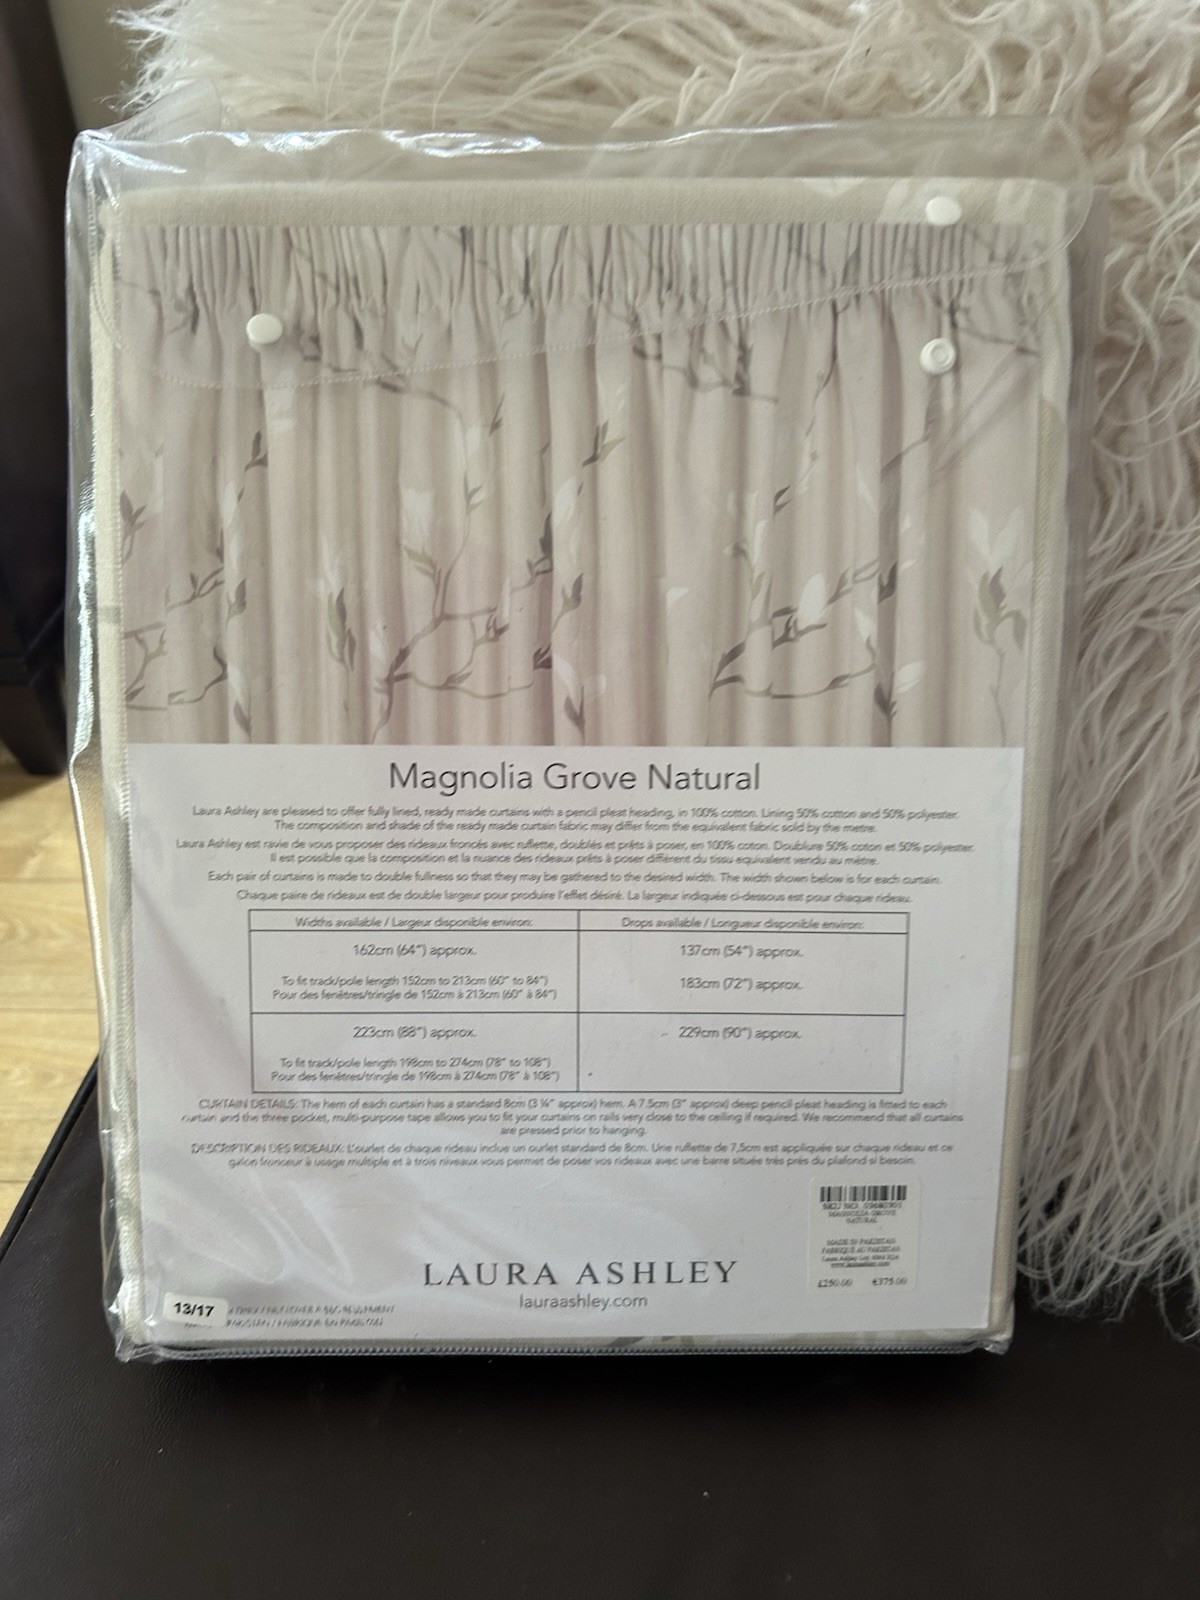 Magnolia Grove Natural
Laura Ashley are pleased to offer fully lined, ready made curtains with a pencil pleat heading, in 100% cotton. Lining 50% cotton and 50% polyester.
The composition and shade of the ready made curtain fabric may differ from the equivalent fabric sold by the metre.
Laura Ashley est ravie de vous proposer des rideaux froncés avec ruflette, doublés et prêts à poser, en 100% coton. Doublure 50% coton et 50% polyester.
Il est possible que la composition et la nuance des rideaux prêts à poser diffèrent du tissu equivalent vendu au mètre.
Each pair of curtains is made to double fullness so that they may be gathered to the desired width. The width shown below is for each curtain.
Chaque paire de rideaux est de double largeur pour produire l'effet désiré. La largeur indiquée ci-dessous est pour chaque rideau.
Widths available / Largeur disponible environ:
Drops available / Longueur disponible environ:
162cm (64") approx.
137cm (54") approx.
To fit track/pole length 152cm to 213cm (60" to 84")
183cm (72") approx.
Pour des fenêtres/tringle de 152cm à 213cm (60" à 84")
223cm (88") approx.
229cm (90") approx.
To fit track/pole length 198cm to 274cm (78" to 108")
Pour des fenêtres/tringle de 198cm à 274cm (78" à 108")
CURTAIN DETAILS: The hem of each curtain has a standard 8cm (3 ¼" approx) hem. A 7.5cm (3" approx) deep pencil pleat heading is fitted to each
curtain and the three pocket, multi-purpose tape allows you to fit your curtains on rails very close to the ceiling if required. We recommend that all curtains
are pressed prior to hanging.
DESCRIPTION DES RIDEAUX: L'ourlet de chaque rideau inclue un ourlet standard de 8cm. Une ruflette de 7,5cm est appliquée sur chaque rideau et ce
galon fronceur à usage multiple et à trois niveaux vous permet de poser vos rideaux avec une barre située très près du plafond si besoin.
SKU NO.
MAGNOLIA GROVE
NATURAL
MADE IN PAKISTAN
FABRIQUÉ AU PAKISTAN
£250.00 €375.00
LAURA ASHLEY
lauraashley.com
13/17